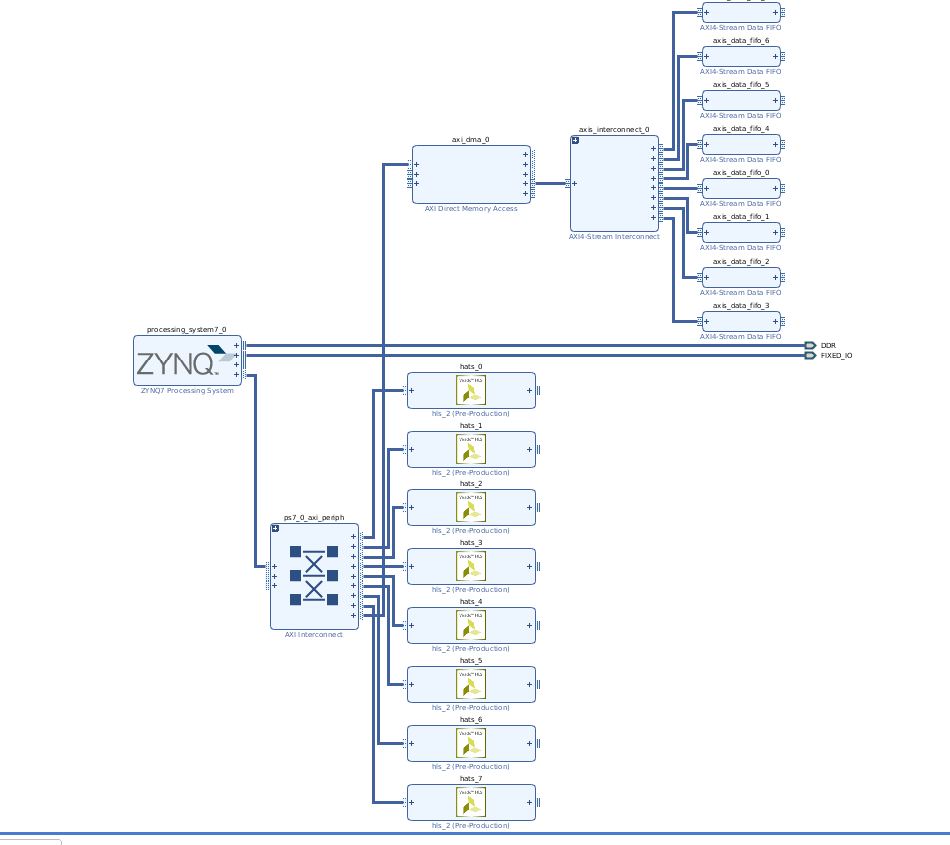 AXI4-Stream Data FIFO
axis_data_fifo_6
AXI4-Stream Data FIFO
axis_data_fifo_5
AXI4-Stream Data FIFO
axis_interconnect_0
axis_data_fifo_4
axi_dma_0
AXI4-Stream Data FIFO
axis_data_fifo_0
AXI Direct Memory Access
AXI4-Stream Data FIFO
axis_data_fifo_1
AXI4-Stream Interconnect
AXI4-Stream Data FIFO
axis_data_fifo_2
AXI4-Stream Data FIFO
axis_data_fifo_3
AXI4-Stream Data FIFO
processing_system7_0
DDR
FIXED_IO
ZYNQ
ZYNQ7 Processing System
hats_0
hls_2 (Pre-Production)
hats_1
hls_2 (Pre-Production)
hats_2
hls_2 (Pre-Production)
ps7_0_axi_periph
hats_3
hls_2 (Pre-Production)
hats_4
AXI Interconnect
hls_2 (Pre-Production)
hats_5
hls_2 (Pre-Production)
hats_6
hls_2 (Pre-Production)
hats_7
hls_2 (Pre-Production)